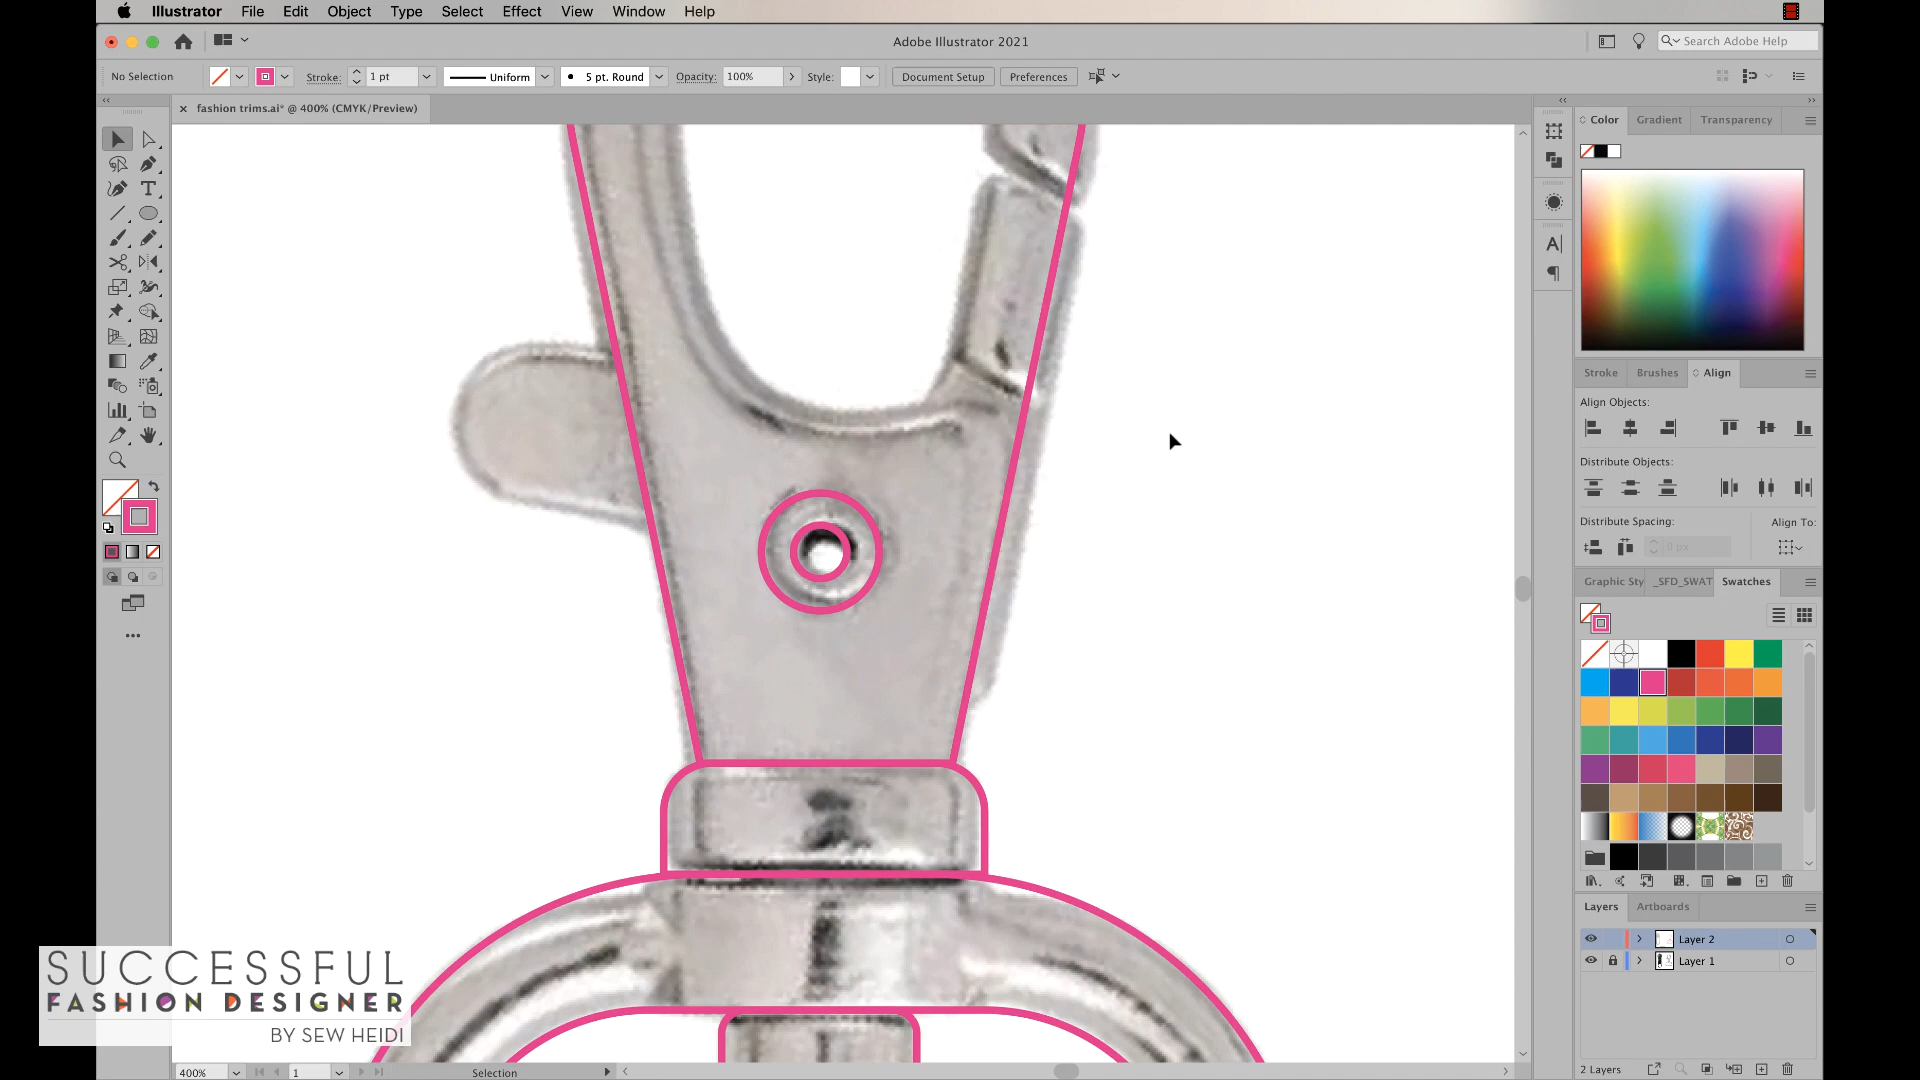 Illustrator File Edit Object Type Select Effect View Window Help
Adobe Illustrator 2021
Search Adobe Help
No Selection Stroke: 1 pt Uniform 5 pt. Round Opacity: 100% Style: Document Setup Preferences
fashion trims.ai* @ 400% (CMYK/Preview)
Color Gradient Transparency
Stroke Brushes Align
Align Objects:
Distribute Objects:
Distribute Spacing: Align To:
0 px
Graphic Sty _SFD_SWAT Swatches
Layers Artboards
Layer 2
Layer 1
2 Layers
SUCCESSFUL
FASHION DESIGNER
BY SEW HEIDI
400% 1 Selection